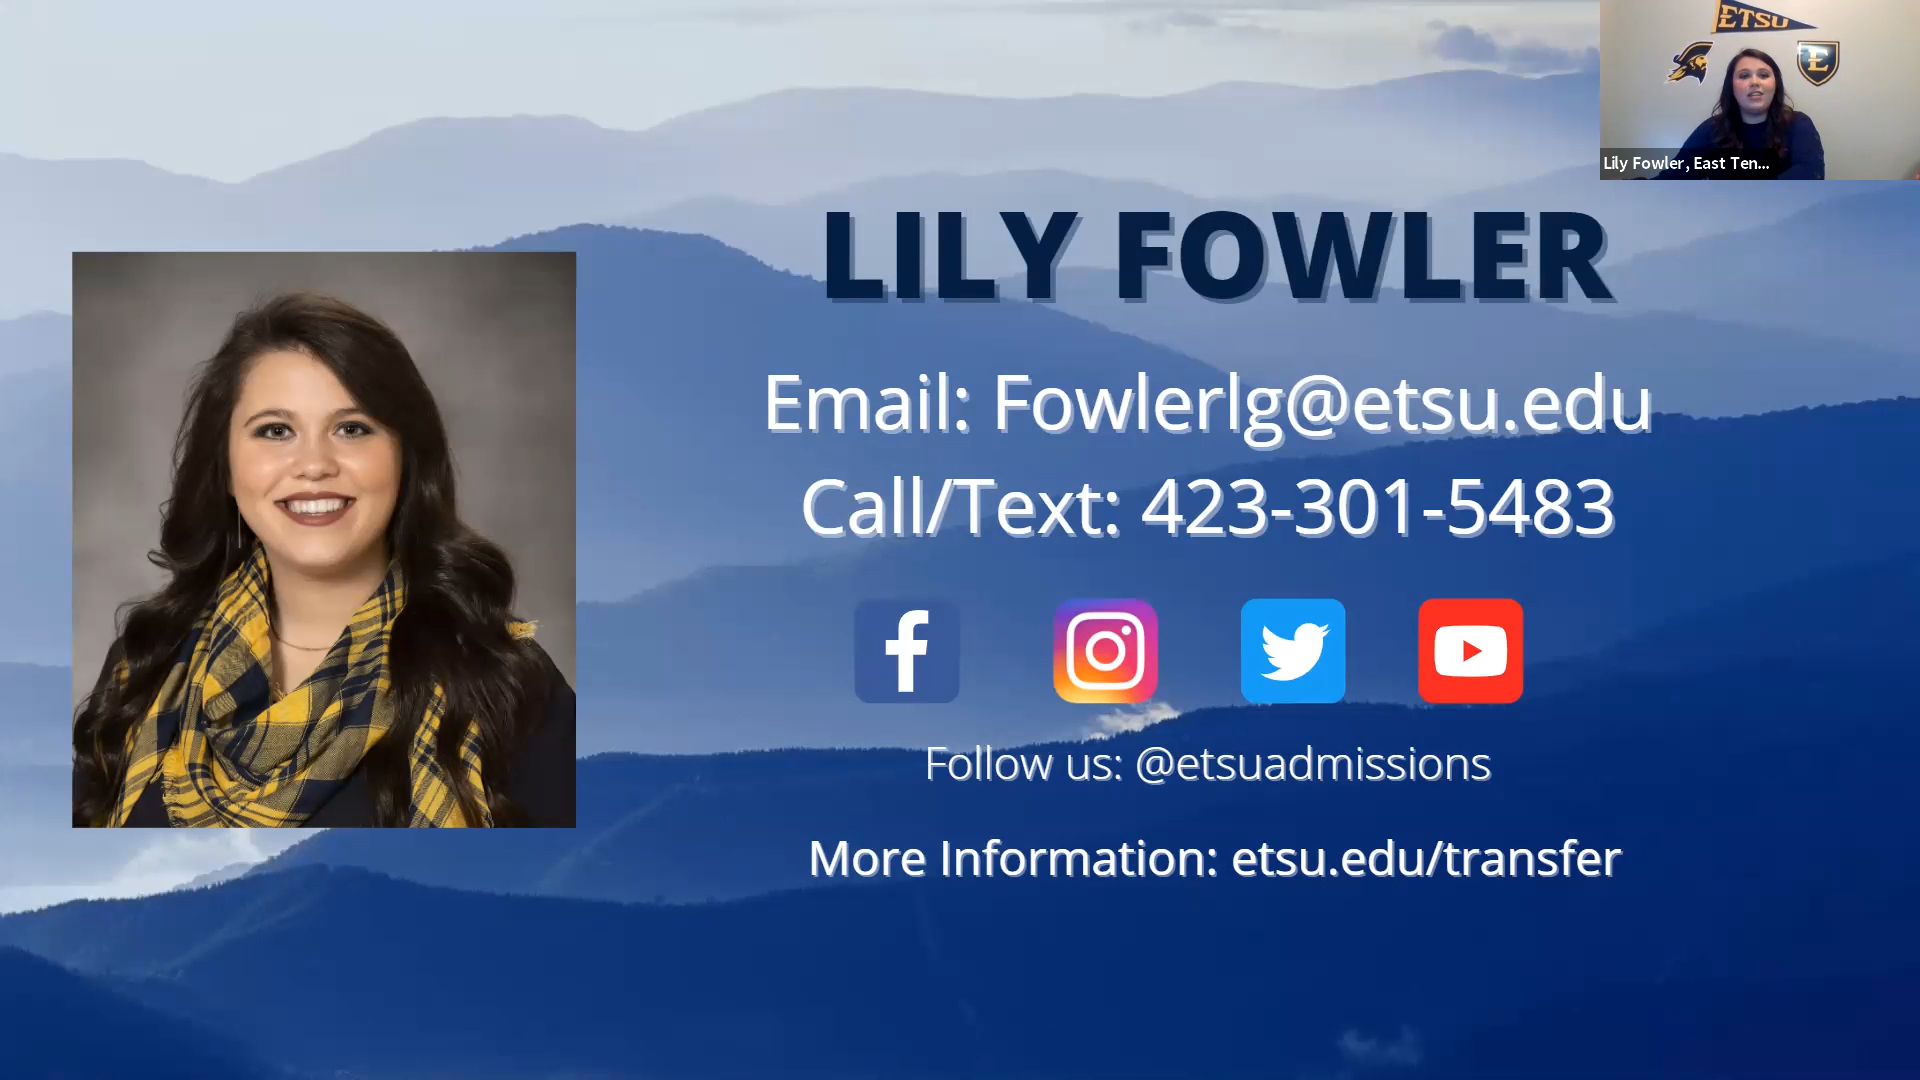 ETSU
E
Lily Fowler, East Ten...
LILY FOWLER
Email: Fowlerlg@etsu.edu
Call/Text: 423-301-5483
Follow us: @etsuadmissions
More Information: etsu.edu/transfer